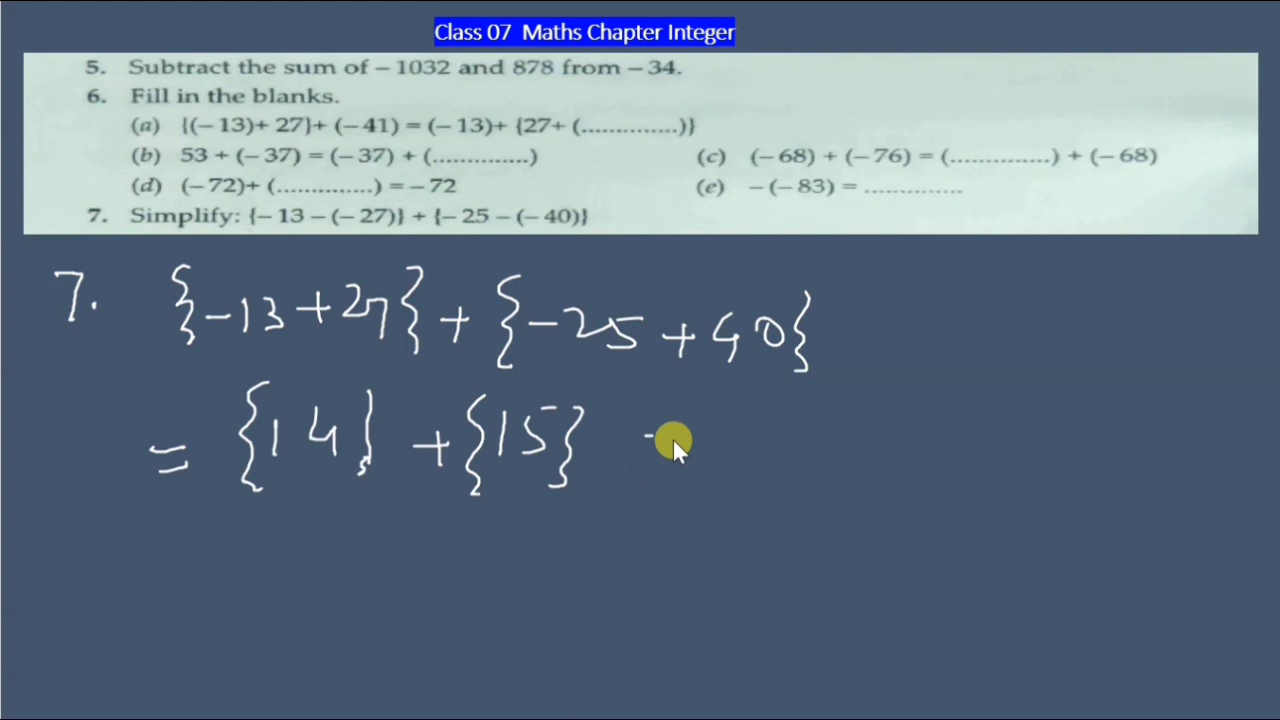 Class 07 Maths Chapter Integer
5. Subtract the sum of – 1032 and 878 from – 34.
6. Fill in the blanks.
(a) {(– 13)+ 27}+ (– 41) = (– 13)+ {27+ (..............)}
(b) 53 + (– 37) = (– 37) + (..............) (c) (– 68) + (– 76) = (..............) + (– 68)
(d) (– 72)+ (..............) = – 72 (e) – (– 83) = ..............
7. Simplify: {– 13 – (– 27)} + {– 25 – (– 40)}
7. {-13+27} + {-25 + 40}
= {14} + {15}